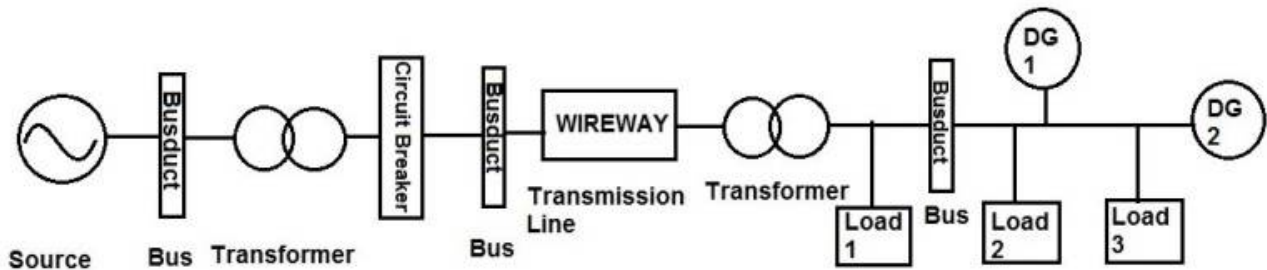 Source
Busduct
Bus
Transformer
Circuit Breaker
Busduct
Bus
WIREWAY
Transmission
Line
Transformer
Load
1
Busduct
Bus
DG
1
Load
2
Load
3
DG
2